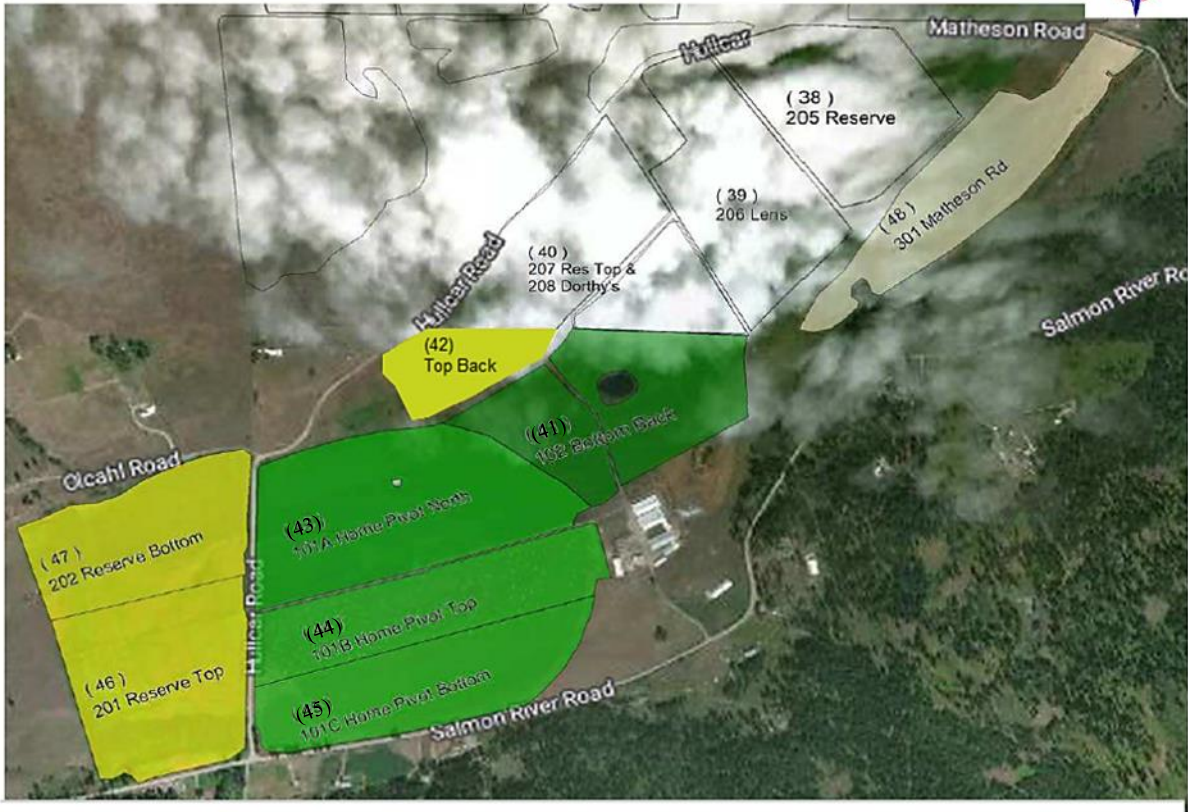 Matheson Road
Hullcar
( 38 )
205 Reserve
( 39 )
206 Lens
( 48 )
301 Matheson Rd
( 40 )
207 Res Top &
208 Dorthy's
Hullcar Road
Salmon River Ro
(42)
Top Back
(41)
102 Bottom Back
Olcahl Road
(43)
101A Home Pivot North
( 47 )
202 Reserve Bottom
Hullcar Road
(44)
101B Home Pivot Top
( 46 )
201 Reserve Top
(45)
101C Home Pivot Bottom
Salmon River Road